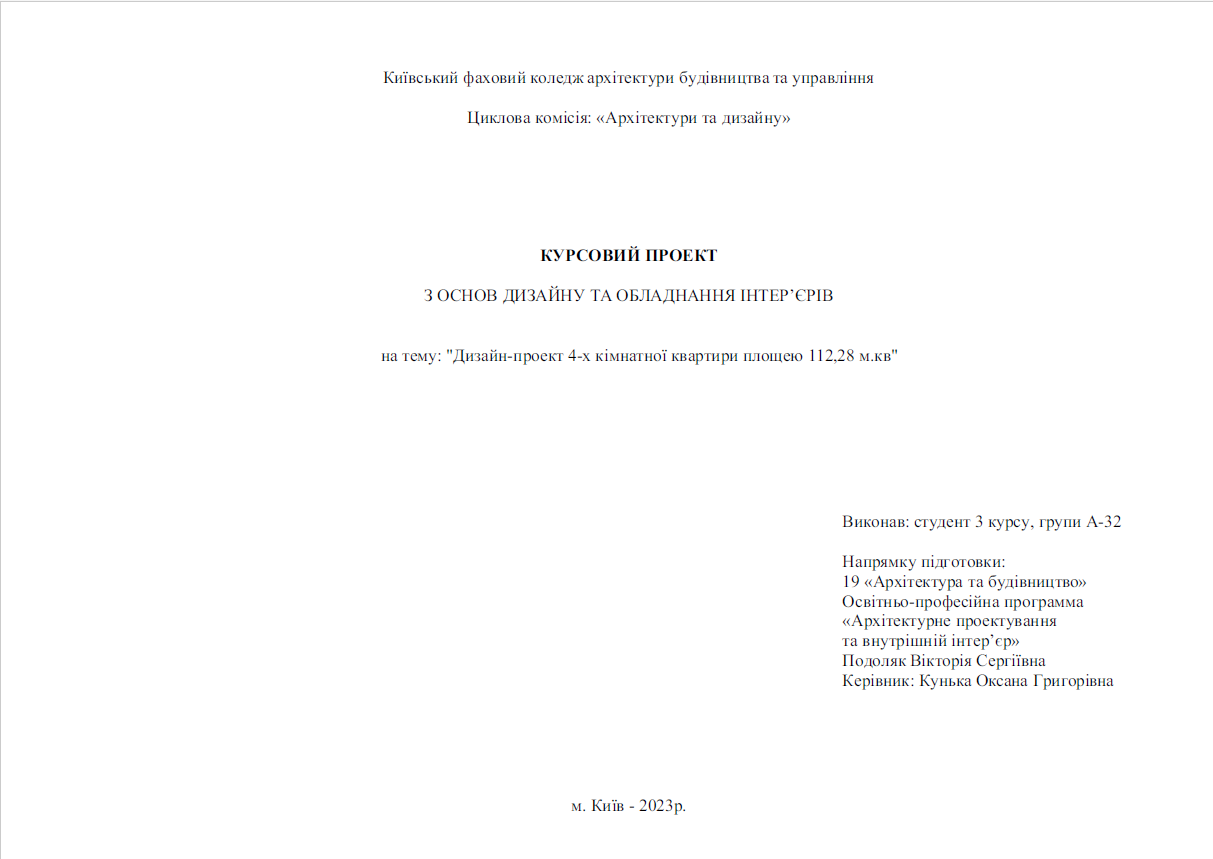 Київський фаховий коледж архітектури будівництва та управління
Циклова комісія: «Архітектури та дизайну»
КУРСОВИЙ ПРОЕКТ
З ОСНОВ ДИЗАЙНУ ТА ОБЛАДНАННЯ ІНТЕР’ЄРІВ
на тему: "Дизайн-проект 4-х кімнатної квартири площею 112,28 м.кв"
Виконав: студент 3 курсу, групи А-32
Напрямку підготовки:
19 «Архітектура та будівництво»
Освітньо-професійна программа
«Архітектурне проектування
та внутрішній інтер’єр»
Подоляк Вікторія Сергіївна
Керівник: Кунька Оксана Григорівна
м. Київ - 2023р.